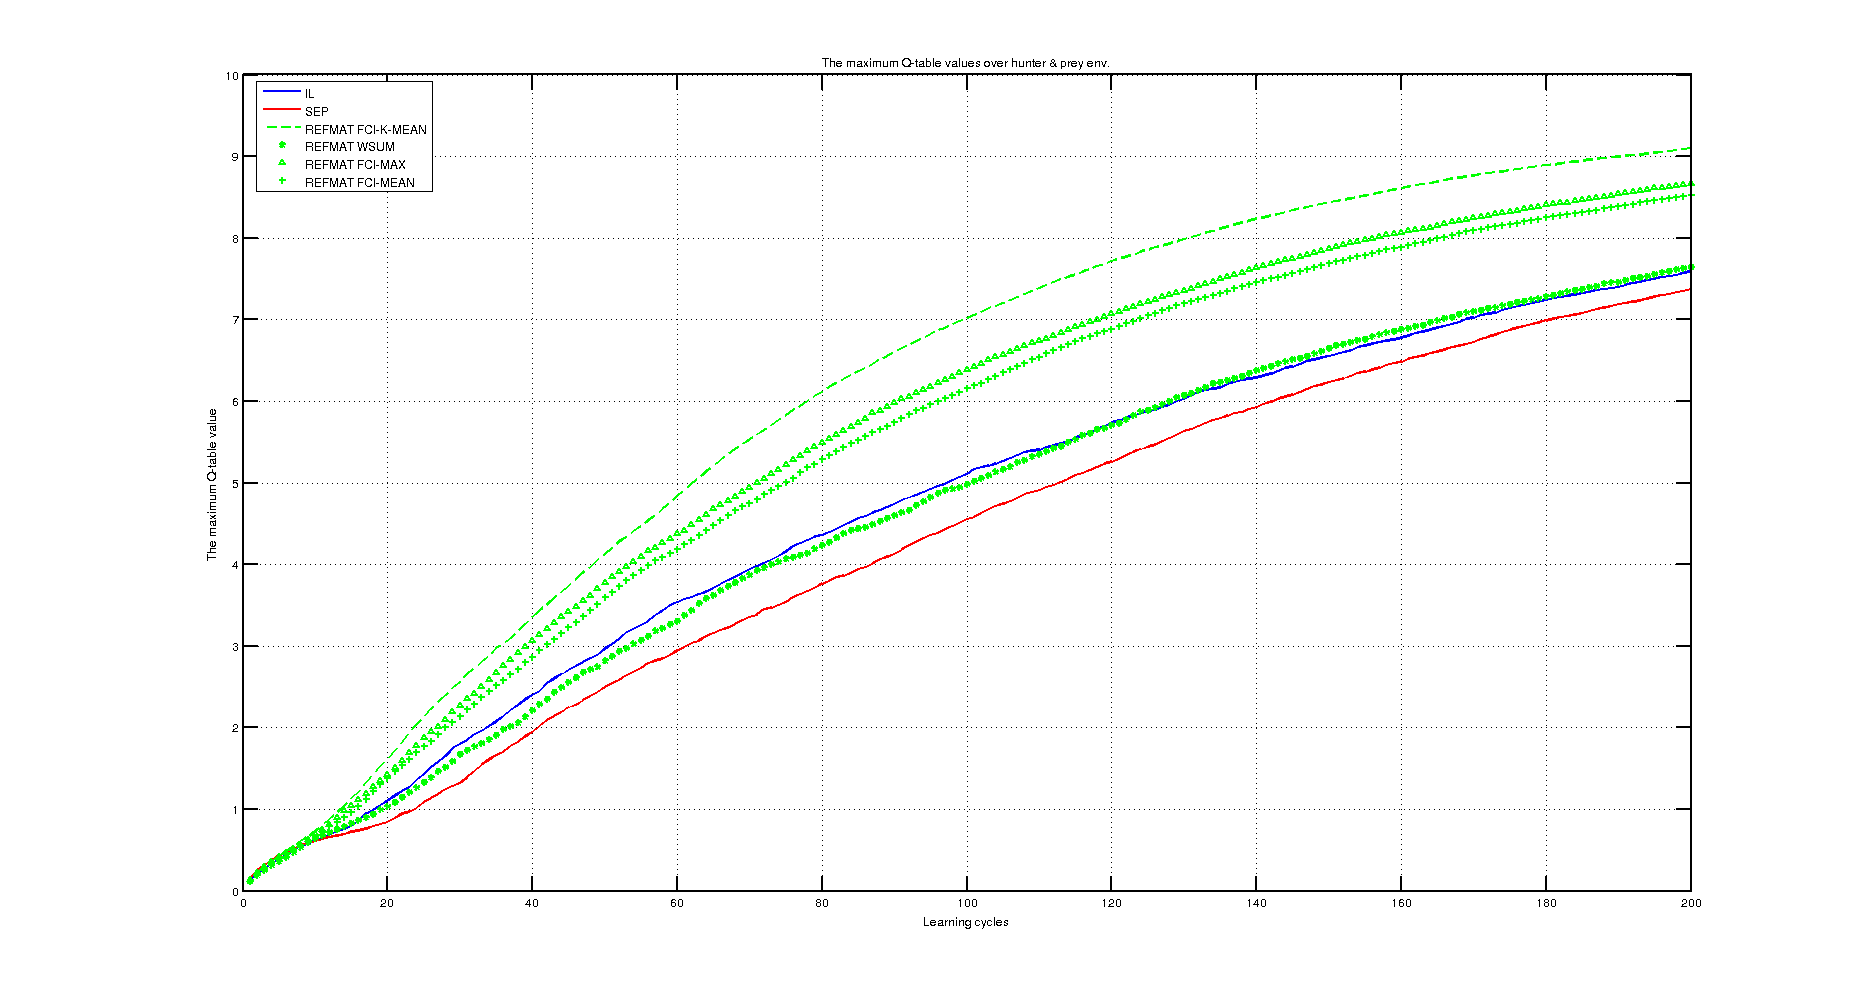 The maximum Q-table values over hunter & prey env.
10
9
8
7
6
5
4
3
2
1
0
The maximum Q-table value
IL
SEP
REFMAT FCI-K-MEAN
REFMAT WSUM
REFMAT FCI-MAX
REFMAT FCI-MEAN
0 20 40 60 80 100 120 140 160 180 200
Learning cycles